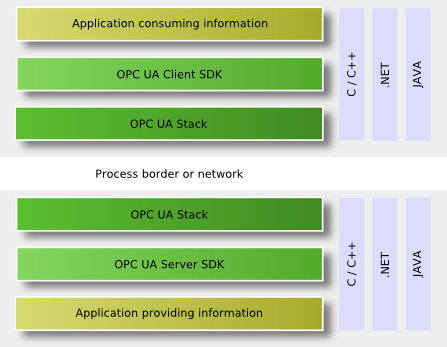 Application consuming information
OPC UA Client SDK
OPC UA Stack
C / C++
.NET
JAVA
Process border or network
OPC UA Stack
OPC UA Server SDK
Application providing information
C / C++
.NET
JAVA